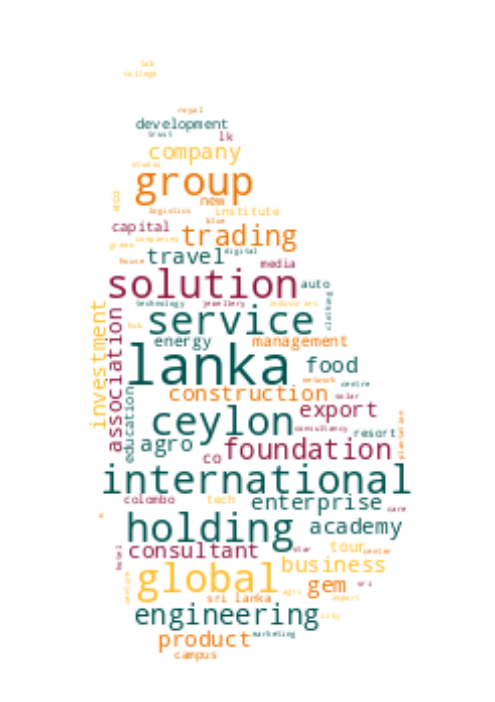 lab
college
royal
development
trust
lk
company
studio
group
eco
new
logistics
institute
blue
capital
trading
companies
green
travel
digital
house
media
solution
auto
technology
jewellery
industries
clothing
investment
association
service
hub
energy
management
lanka
food
network
centre
education
construction
solar
ceylon
export
plantation
consultancy
resort
agro
foundation
co
international
colombo
tech
enterprise
care
holding
academy
hotel
consultant
star
tour
center
business
venture
global
gem
sri
agri
sri lanka
import
engineering
city
product
marketing
campus